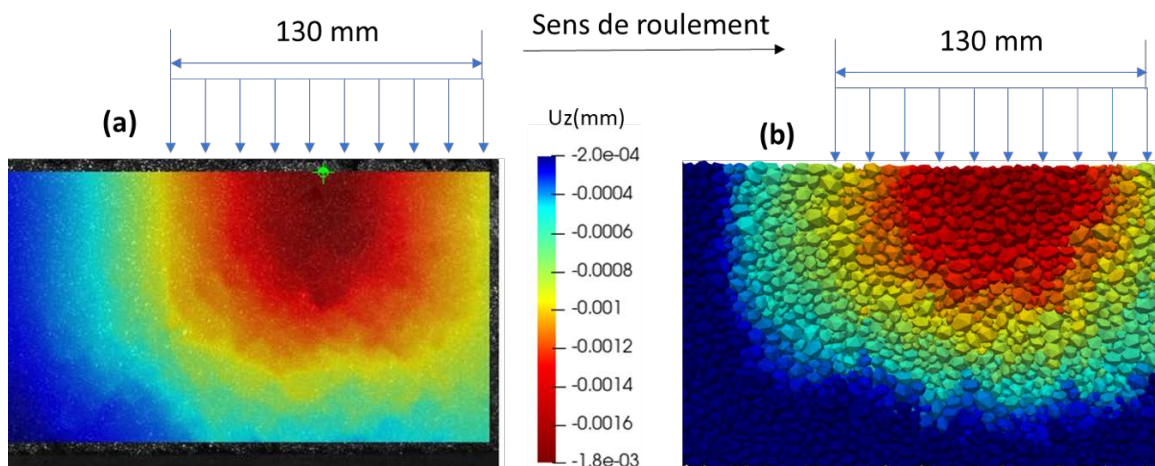 130 mm
Sens de roulement
130 mm
(a)
Uz(mm)
(b)
-2.0e-04
-0.0004
-0.0006
-0.0008
-0.001
-0.0012
-0.0014
-0.0016
-1.8e-03